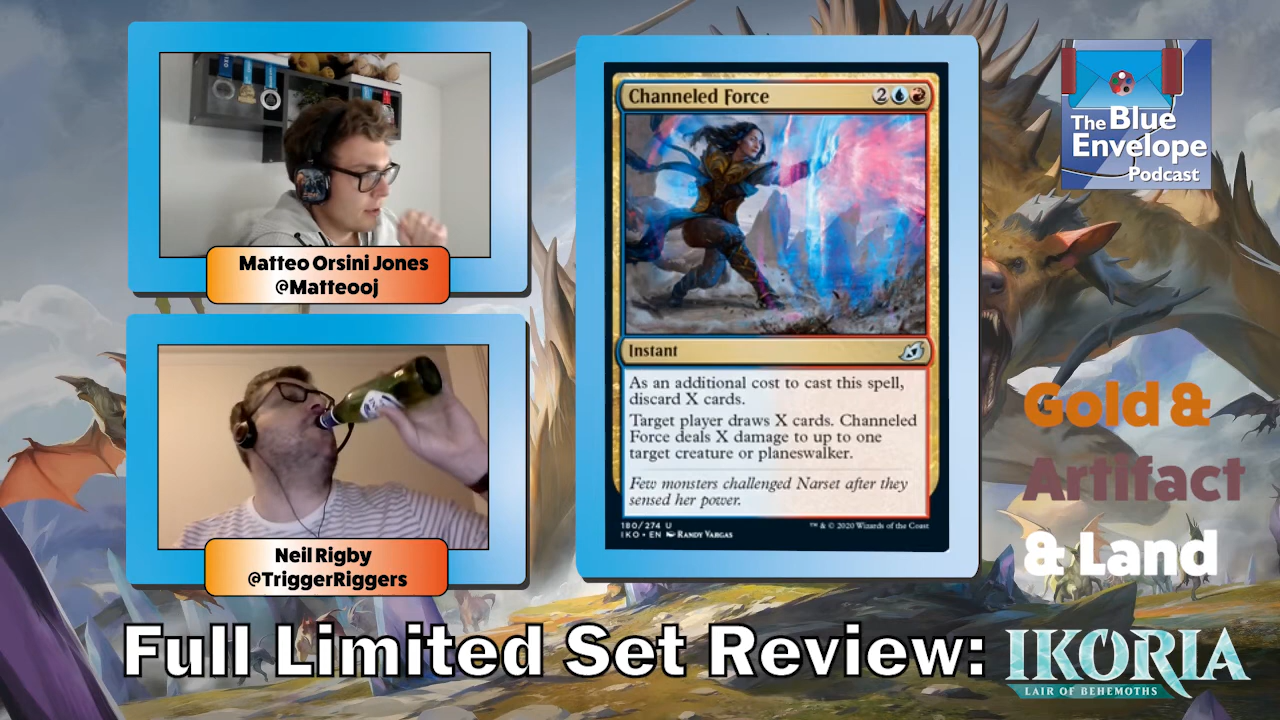 Matteo Orsini Jones
@Matteooj
Neil Rigby
@TriggerRiggers
Channeled Force
2
Instant
As an additional cost to cast this spell,
discard X cards.
Target player draws X cards. Channeled
Force deals X damage to up to one
target creature or planeswalker.
Few monsters challenged Narset after they
sensed her power.
180/274 U
IKO • EN RANDY VARGAS
™ & © 2020 Wizards of the Coast
The Blue
Envelope
Podcast
Gold &
Artifact
& Land
Full Limited Set Review:
IKORIA
LAIR OF BEHEMOTHS